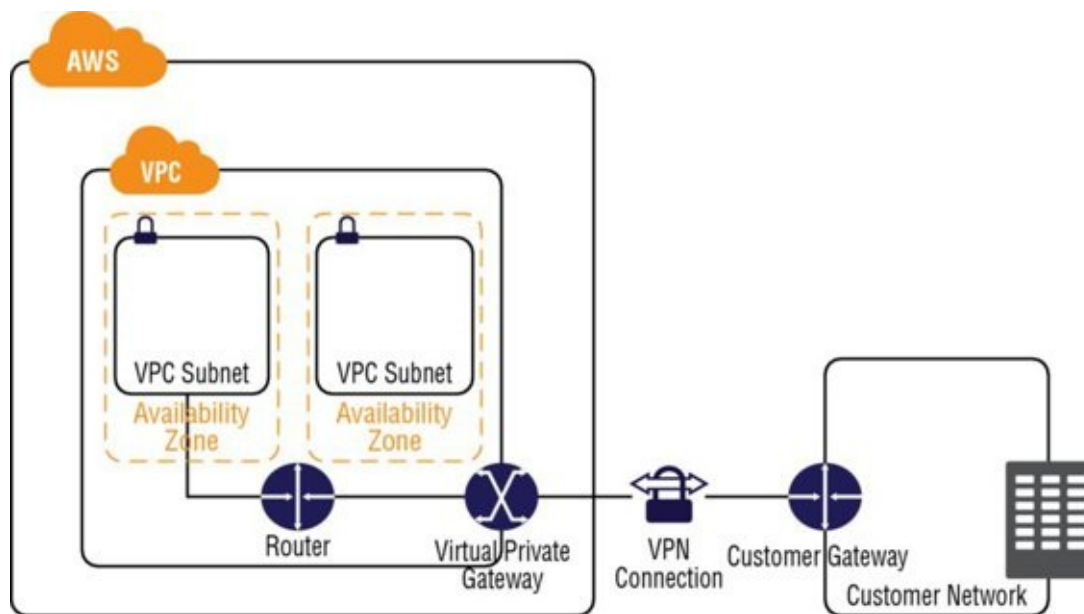 AWS
VPC
VPC Subnet
Availability
Zone
VPC Subnet
Availability
Zone
Router
Virtual Private
Gateway
VPN
Connection
Customer Gateway
Customer Network